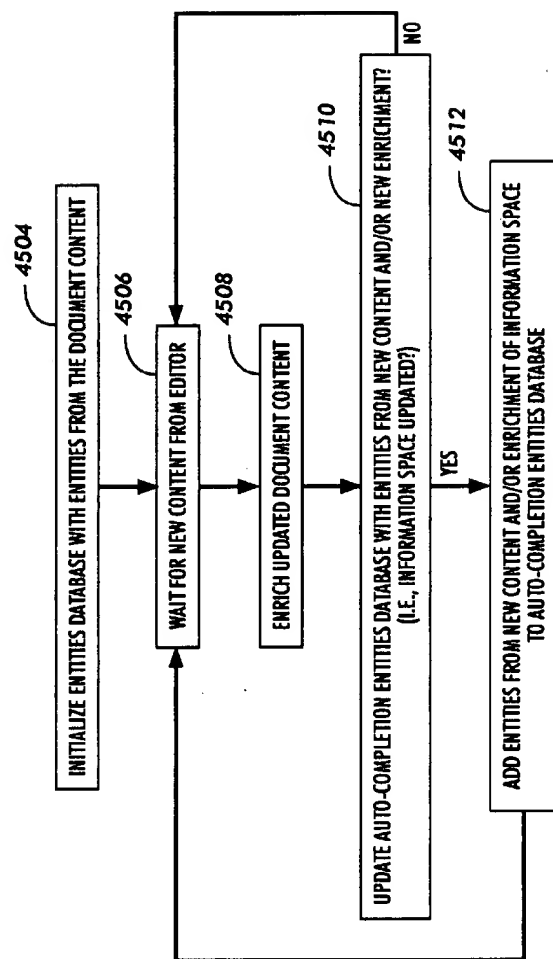 4504
INITIALIZE ENTITIES DATABASE WITH ENTITIES FROM THE DOCUMENT CONTENT
4506
WAIT FOR NEW CONTENT FROM EDITOR
4508
ENRICH UPDATED DOCUMENT CONTENT
4510
UPDATE AUTO-COMPLETION ENTITIES DATABASE WITH ENTITIES FROM NEW CONTENT AND/OR NEW ENRICHMENT?
(I.E., INFORMATION SPACE UPDATED?)
NO
YES
4512
ADD ENTITIES FROM NEW CONTENT AND/OR ENRICHMENT OF INFORMATION SPACE
TO AUTO-COMPLETION ENTITIES DATABASE